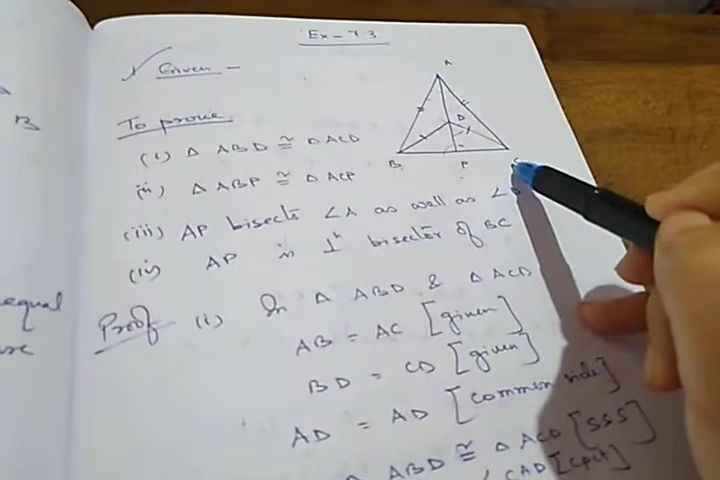 Ex - 7.3
B
Given -
To prove
A
D
B
P
(i) Δ ABD ≅ Δ ACD
(ii) Δ ABP ≅ Δ ACP
(iii) AP bisects ∠A as well as ∠D
(iv) AP is ⊥r bisector of BC
equal
Proof (i) In Δ ABD & Δ ACD
AB = AC [given]
BD = CD [given]
AD = AD [common side]
Δ ABD ≅ Δ ACD [SSS]
CAD [cpct]